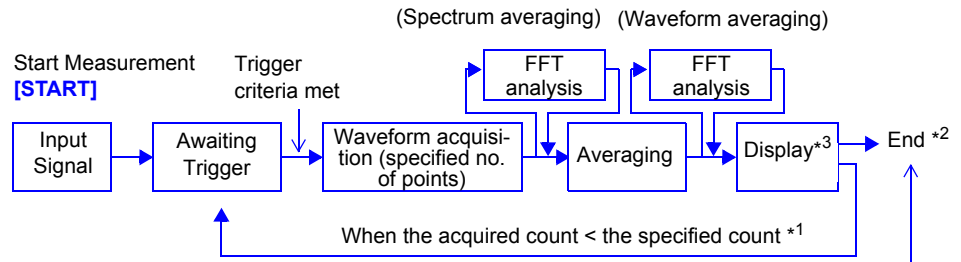 (Spectrum averaging)
(Waveform averaging)
Start Measurement
[START]
Trigger
criteria met
FFT
analysis
FFT
analysis
Input
Signal
Awaiting
Trigger
Waveform acquisi-
tion (specified no.
of points)
Averaging
Display*3
End *2
When the acquired count < the specified count *1